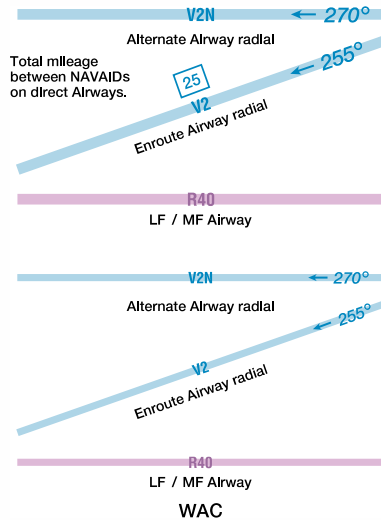 V2N ← 270°
Alternate Airway radial
Total mileage
between NAVAIDs
on direct Airways.
← 255°
25
V2
Enroute Airway radial
R40
LF / MF Airway
V2N ← 270°
Alternate Airway radial
← 255°
V2
Enroute Airway radial
R40
LF / MF Airway
WAC